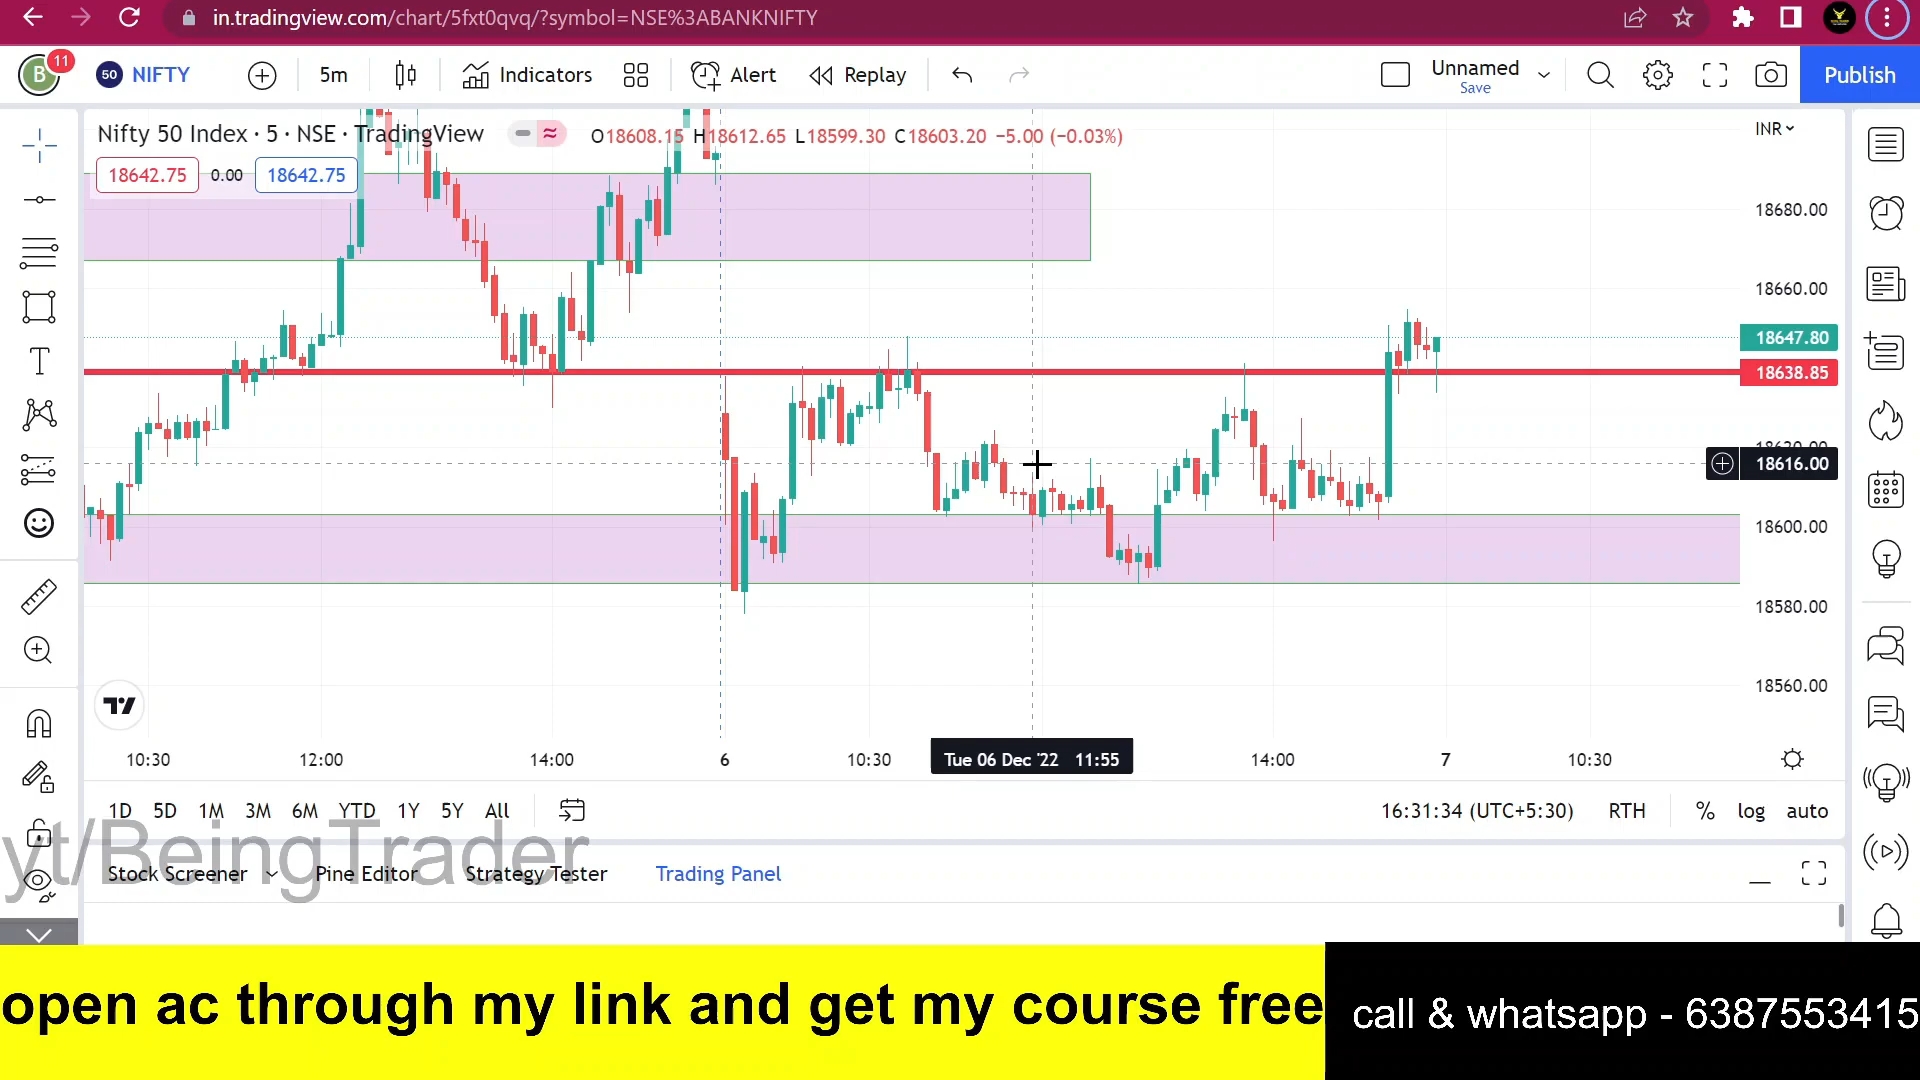 in.tradingview.com/chart/5fxt0qvq/?symbol=NSE%3ABANKNIFTY
B 11 50 NIFTY 5m Indicators Alert Replay Unnamed Save Publish
Nifty 50 Index · 5 · NSE · TradingView O18608.15 H18612.65 L18599.30 C18603.20 −5.00 (−0.03%) INR
18642.75 0.00 18642.75
18680.00
18660.00
18647.80
18638.85
18620.00
18616.00
18600.00
18580.00
18560.00
10:30 12:00 14:00 6 10:30 Tue 06 Dec '22 11:55 14:00 7 10:30
1D 5D 1M 3M 6M YTD 1Y 5Y All 16:31:34 (UTC+5:30) RTH % log auto
yt/BeingTrader
Stock Screener Pine Editor Strategy Tester Trading Panel
open ac through my link and get my course free
call & whatsapp - 6387553415